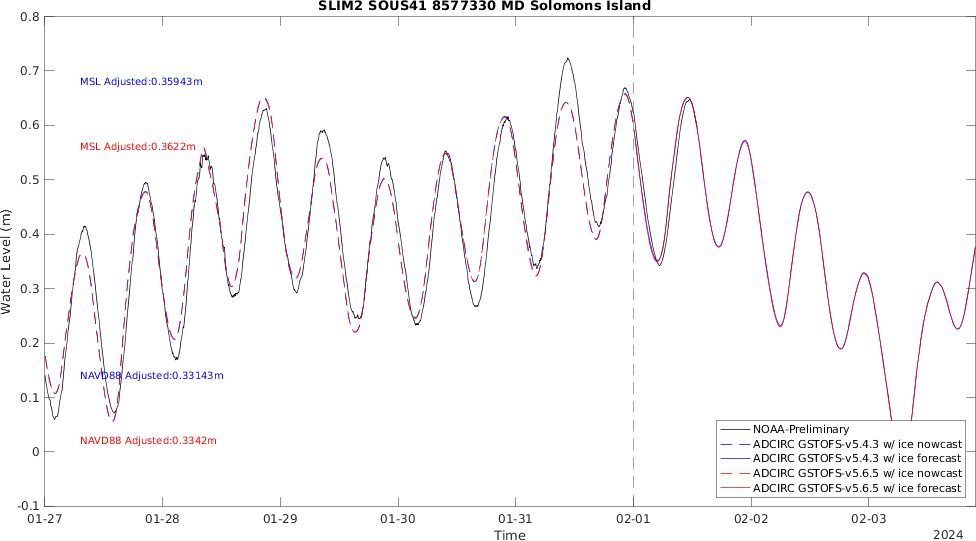 SLIM2 SOUS41 8577330 MD Solomons Island
0.8
0.7
0.6
0.5
0.4
0.3
0.2
0.1
0
-0.1
Water Level (m)
MSL Adjusted:0.35943m
MSL Adjusted:0.3622m
NAVD88 Adjusted:0.33143m
NAVD88 Adjusted:0.3342m
NOAA-Preliminary
ADCIRC GSTOFS-v5.4.3 w/ ice nowcast
ADCIRC GSTOFS-v5.4.3 w/ ice forecast
ADCIRC GSTOFS-v5.6.5 w/ ice nowcast
ADCIRC GSTOFS-v5.6.5 w/ ice forecast
01-27 01-28 01-29 01-30 01-31 02-01 02-02 02-03
Time
2024